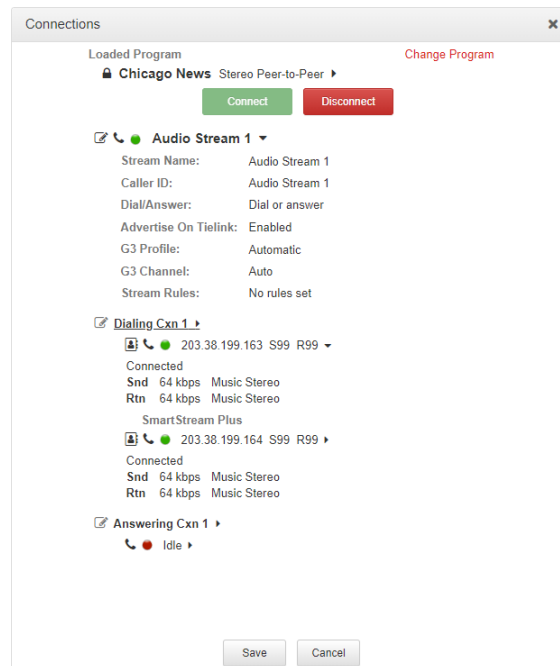 Connections
Loaded Program Change Program
Chicago News Stereo Peer-to-Peer
Connect Disconnect
Audio Stream 1
Stream Name: Audio Stream 1
Caller ID: Audio Stream 1
Dial/Answer: Dial or answer
Advertise On Tielink: Enabled
G3 Profile: Automatic
G3 Channel: Auto
Stream Rules: No rules set
Dialing Cxn 1
203.38.199.163 S99 R99
Connected
Snd 64 kbps Music Stereo
Rtn 64 kbps Music Stereo
SmartStream Plus
203.38.199.164 S99 R99
Connected
Snd 64 kbps Music Stereo
Rtn 64 kbps Music Stereo
Answering Cxn 1
Idle
Save Cancel